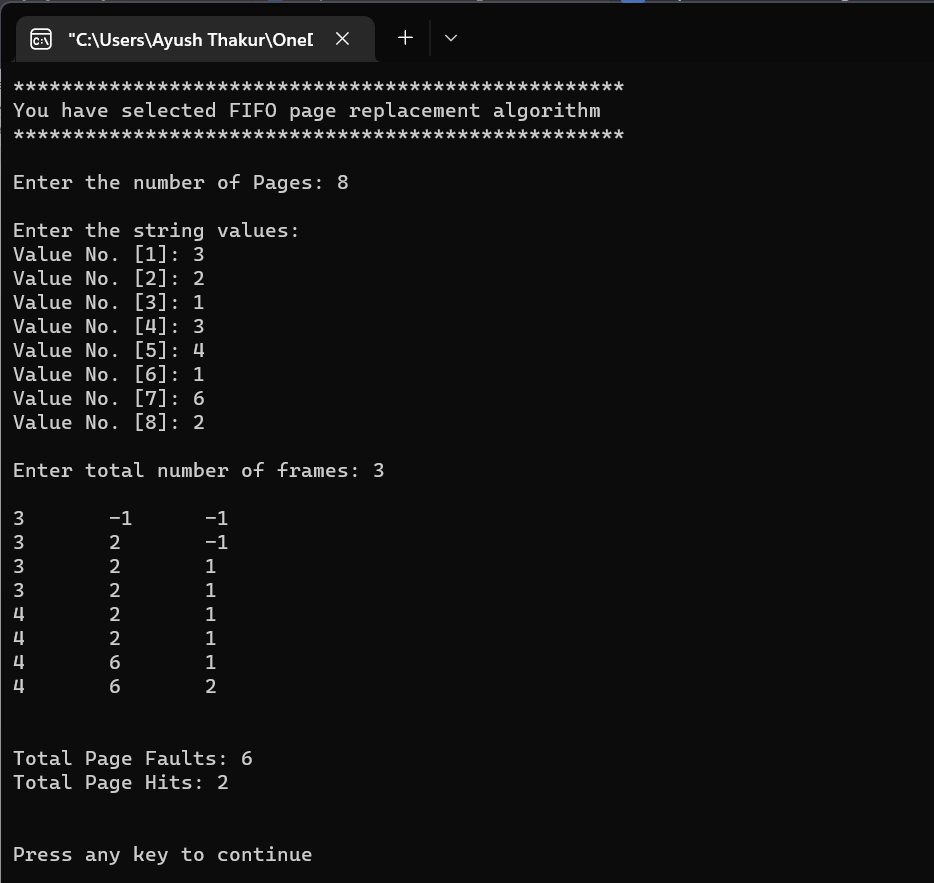 "C:\Users\Ayush Thakur\OneD
***************************************************
You have selected FIFO page replacement algorithm
***************************************************
Enter the number of Pages: 8
Enter the string values:
Value No. [1]: 3
Value No. [2]: 2
Value No. [3]: 1
Value No. [4]: 3
Value No. [5]: 4
Value No. [6]: 1
Value No. [7]: 6
Value No. [8]: 2
Enter total number of frames: 3
3 -1 -1
3 2 -1
3 2 1
3 2 1
4 2 1
4 2 1
4 6 1
4 6 2
Total Page Faults: 6
Total Page Hits: 2
Press any key to continue